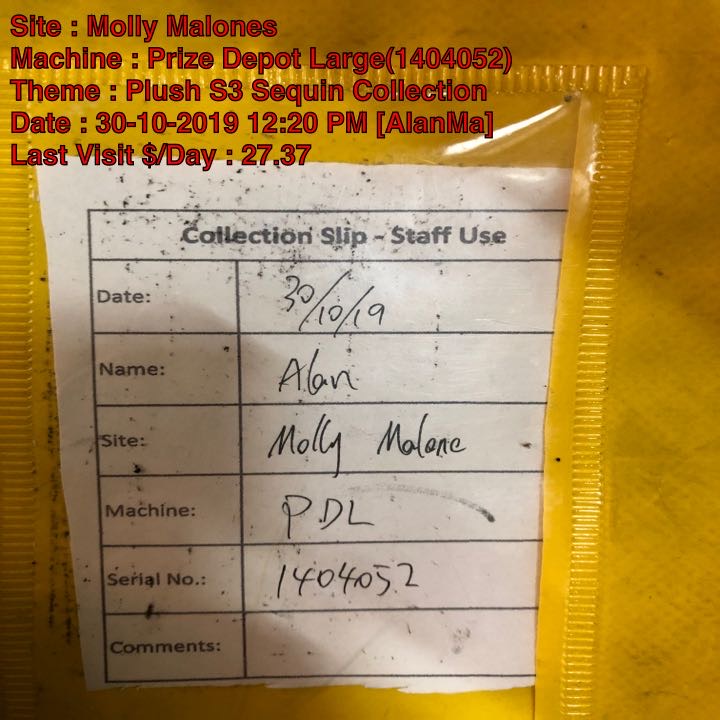 Site : Molly Malones
Machine : Prize Depot Large(1404052)
Theme : Plush S3 Sequin Collection
Date : 30-10-2019 12:20 PM [AlanMa]
Last Visit $/Day : 27.37
Collection Slip - Staff Use
Date: 30/10/19
Name: Alan
Site: Molly Malone
Machine: PDL
Serial No.: 1404052
Comments: